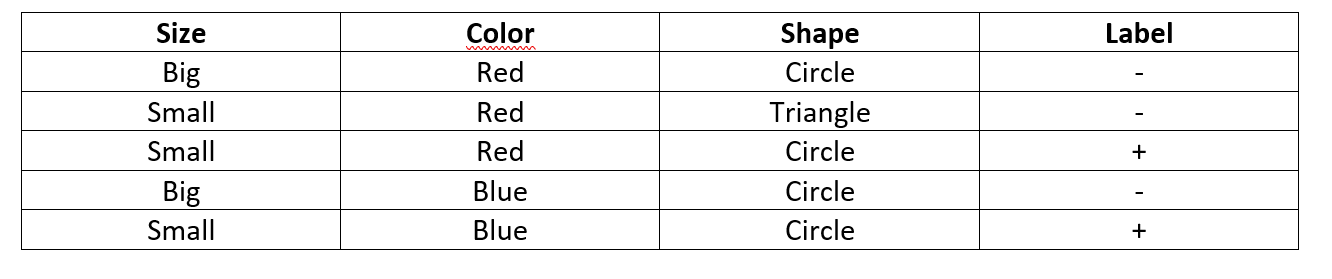 Size Color Shape Label
Big Red Circle -
Small Red Triangle -
Small Red Circle +
Big Blue Circle -
Small Blue Circle +